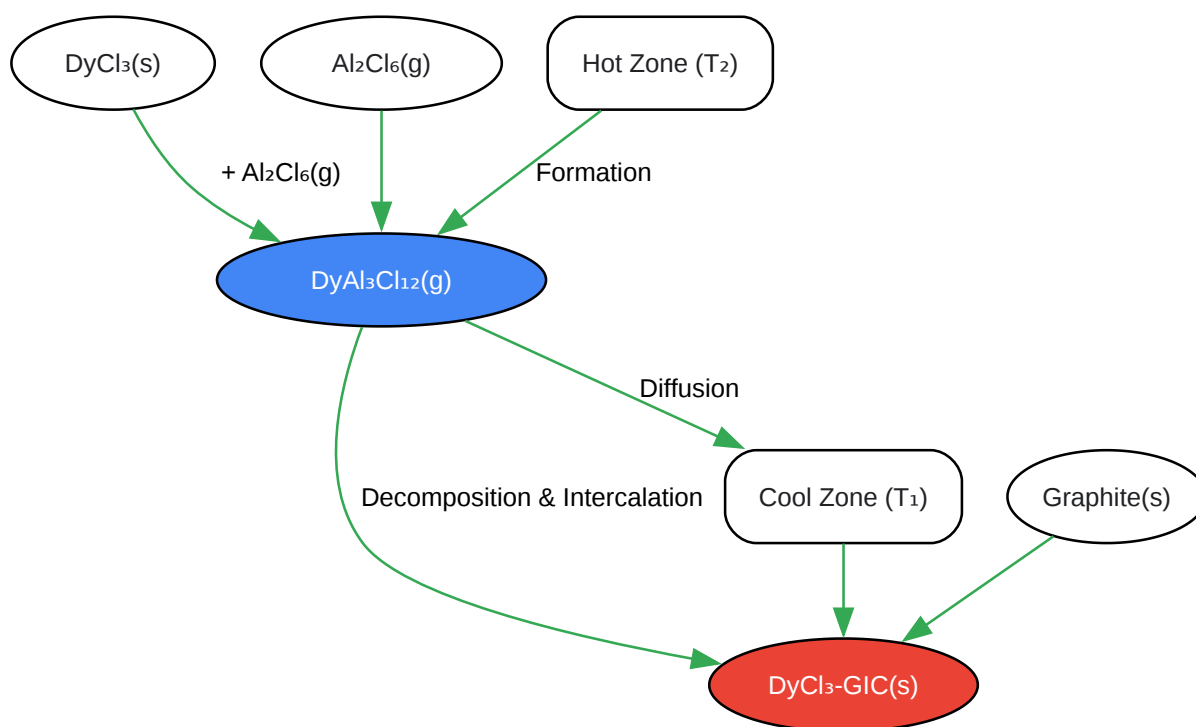 DyCl₃(s)
Al₂Cl₆(g)
Hot Zone (T₂)
+ Al₂Cl₆(g)
Formation
DyAl₃Cl₁₂(g)
Diffusion
Decomposition & Intercalation
Cool Zone (T₁)
Graphite(s)
DyCl₃-GIC(s)